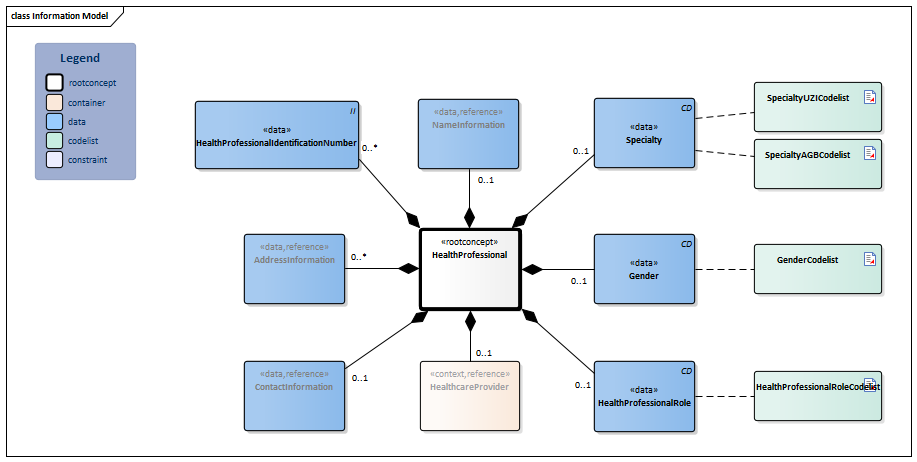 class Information Model
Legend
rootconcept
container
data
codelist
constraint
II
«data»
HealthProfessionalIdentificationNumber
0..*
«data,reference»
NameInformation
0..1
CD
«data»
Specialty
0..1
SpecialtyUZICodelist
SpecialtyAGBCodelist
«data,reference»
AddressInformation
0..*
«rootconcept»
HealthProfessional
CD
«data»
Gender
0..1
GenderCodelist
«data,reference»
ContactInformation
0..1
«context,reference»
HealthcareProvider
0..1
CD
«data»
HealthProfessionalRole
0..1
HealthProfessionalRoleCodelist